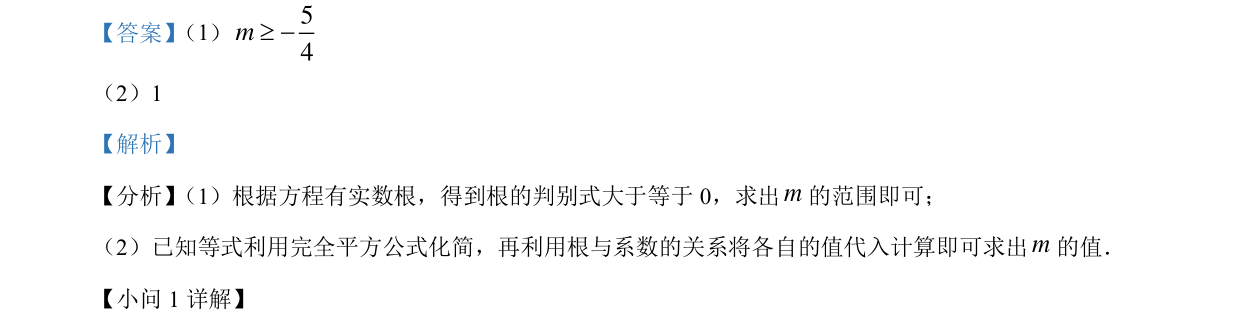 【答案】（1）m ≥ −5/4
（2）1
【解析】
【分析】（1）根据方程有实数根，得到根的判别式大于等于 0，求出 m 的范围即可；
（2）已知等式利用完全平方公式化简，再利用根与系数的关系将各自的值代入计算即可求出 m 的值．
【小问 1 详解】